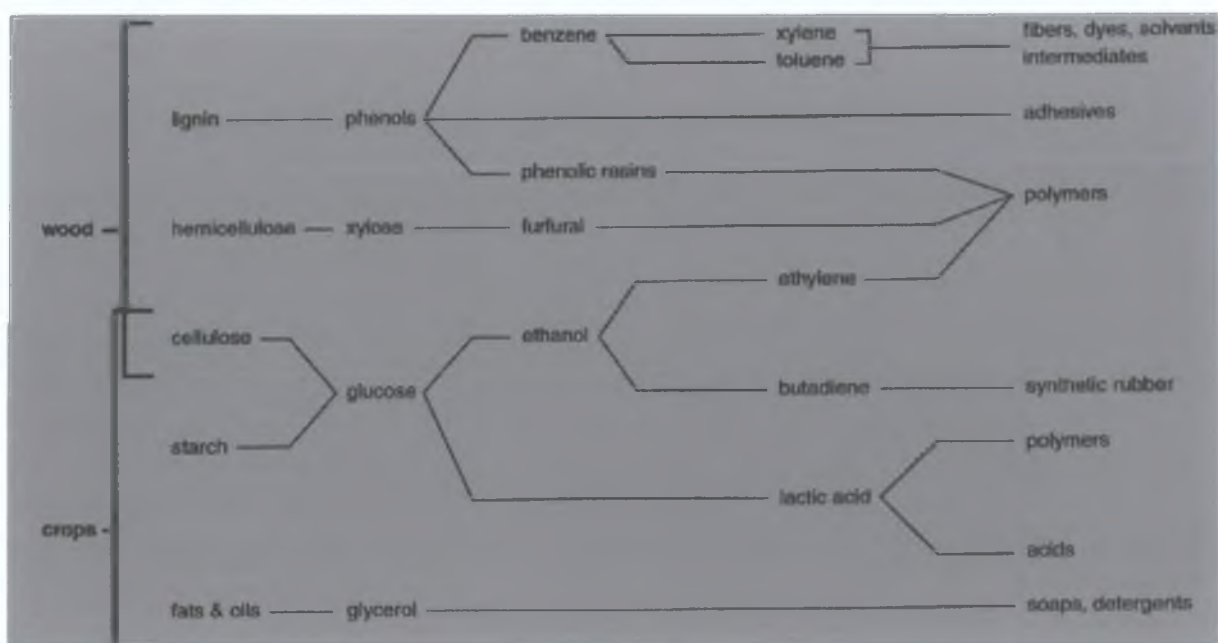 benzene xylene fibers, dyes, solvents
toluene intermediates
lignin phenols adhesives
phenolic resins
polymers
wood hemicellulose xylose furfural
ethylene
cellulose ethanol
glucose butadiene synthetic rubber
starch polymers
lactic acid
crops
acids
fats & oils glycerol soaps, detergents